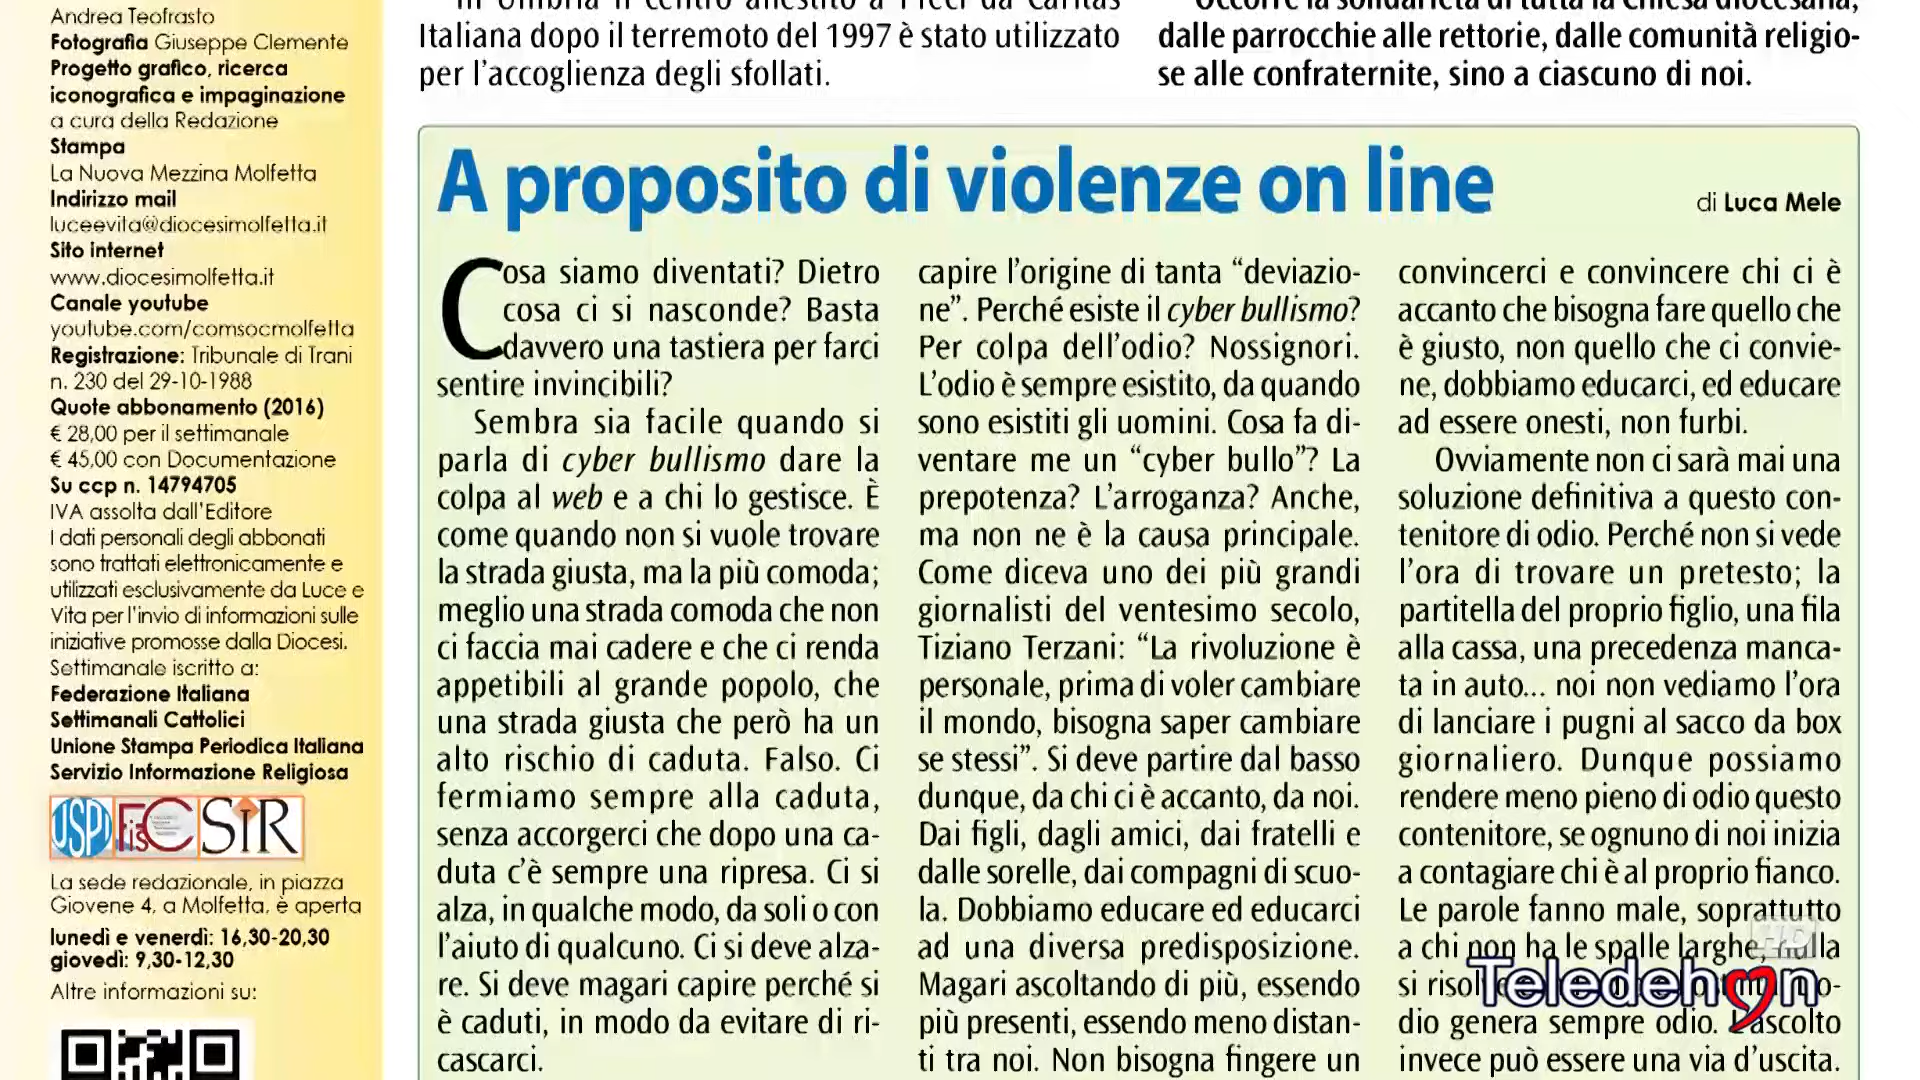 Andrea Teofrasto
Fotografia Giuseppe Clemente
Progetto grafico, ricerca
iconografica e impaginazione
a cura della Redazione
Stampa
La Nuova Mezzina Molfetta
Indirizzo mail
luceevita@diocesimolfetta.it
Sito internet
www.diocesimolfetta.it
Canale youtube
youtube.com/comsocmolfetta
Registrazione: Tribunale di Trani
n. 230 del 29-10-1988
Quote abbonamento (2016)
€ 28,00 per il settimanale
€ 45,00 con Documentazione
Su ccp n. 14794705
IVA assolta dall'Editore
I dati personali degli abbonati
sono trattati elettronicamente e
utilizzati esclusivamente da Luce e
Vita per l'invio di informazioni sulle
iniziative promosse dalla Diocesi.
Settimanale iscritto a:
Federazione Italiana
Settimanali Cattolici
Unione Stampa Periodica Italiana
Servizio Informazione Religiosa
USPI FisC SIR
La sede redazionale, in piazza
Giovene 4, a Molfetta, è aperta
lunedì e venerdì: 16,30-20,30
giovedì: 9,30-12,30
Altre informazioni su:
In Umbria il centro allestito a Preci da Caritas
Italiana dopo il terremoto del 1997 è stato utilizzato
per l'accoglienza degli sfollati.
Occorre la solidarietà di tutta la Chiesa diocesana,
dalle parrocchie alle rettorie, dalle comunità religio-
se alle confraternite, sino a ciascuno di noi.
A proposito di violenze on line
di Luca Mele
Cosa siamo diventati? Dietro
cosa ci si nasconde? Basta
davvero una tastiera per farci
sentire invincibili?
Sembra sia facile quando si
parla di cyber bullismo dare la
colpa al web e a chi lo gestisce. È
come quando non si vuole trovare
la strada giusta, ma la più comoda;
meglio una strada comoda che non
ci faccia mai cadere e che ci renda
appetibili al grande popolo, che
una strada giusta che però ha un
alto rischio di caduta. Falso. Ci
fermiamo sempre alla caduta,
senza accorgerci che dopo una ca-
duta c'è sempre una ripresa. Ci si
alza, in qualche modo, da soli o con
l'aiuto di qualcuno. Ci si deve alza-
re. Si deve magari capire perché si
è caduti, in modo da evitare di ri-
cascarci.
capire l'origine di tanta “deviazio-
ne”. Perché esiste il cyber bullismo?
Per colpa dell'odio? Nossignori.
L'odio è sempre esistito, da quando
sono esistiti gli uomini. Cosa fa di-
ventare me un “cyber bullo”? La
prepotenza? L'arroganza? Anche,
ma non ne è la causa principale.
Come diceva uno dei più grandi
giornalisti del ventesimo secolo,
Tiziano Terzani: “La rivoluzione è
personale, prima di voler cambiare
il mondo, bisogna saper cambiare
se stessi”. Si deve partire dal basso
dunque, da chi ci è accanto, da noi.
Dai figli, dagli amici, dai fratelli e
dalle sorelle, dai compagni di scuo-
la. Dobbiamo educare ed educarci
ad una diversa predisposizione.
Magari ascoltando di più, essendo
più presenti, essendo meno distan-
ti tra noi. Non bisogna fingere un
convincerci e convincere chi ci è
accanto che bisogna fare quello che
è giusto, non quello che ci convie-
ne, dobbiamo educarci, ed educare
ad essere onesti, non furbi.
Ovviamente non ci sarà mai una
soluzione definitiva a questo con-
tenitore di odio. Perché non si vede
l'ora di trovare un pretesto; la
partitella del proprio figlio, una fila
alla cassa, una precedenza manca-
ta in auto... noi non vediamo l'ora
di lanciare i pugni al sacco da box
giornaliero. Dunque possiamo
rendere meno pieno di odio questo
contenitore, se ognuno di noi inizia
a contagiare chi è al proprio fianco.
Le parole fanno male, soprattutto
a chi non ha le spalle larghe, nulla
si
dio genera sempre odio. L'ascolto
invece può essere una via d'uscita.
HD
Teledehon